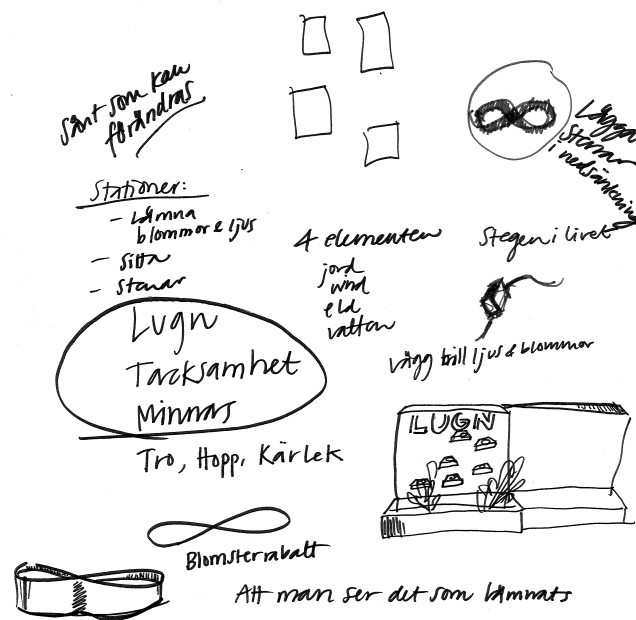 Sånt som kan
förändras
Lägga
stenar
i nedsänkning
Stationer:
- Lämna
blommor & ljus
- Sitta
- Stenar
4 elementen
jord
vind
eld
vatten
Stegen i livet
Lugn
Tacksamhet
Minnas
Tro, Hopp, Kärlek
vägg till ljus & blommor
LUGN
Blomsterrabatt
Att man ser det som lämnats